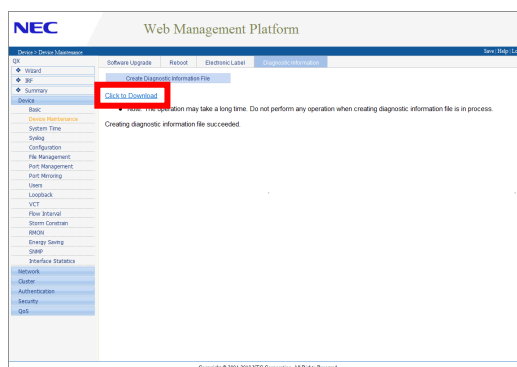 NEC
Web Management Platform
Device > Device Maintenance
Save | Help | Lo
QX
Wizard
IRF
Summary
Device
Basic
Device Maintenance
System Time
Syslog
Configuration
File Management
Port Management
Port Mirroring
Users
Loopback
VCT
Flow Interval
Storm Constrain
RMON
Energy Saving
SNMP
Interface Statistics
Network
Cluster
Authentication
Security
QoS
Software Upgrade
Reboot
Electronic Label
Diagnostic Information
Create Diagnostic Information File
Click to Download
Note: The operation may take a long time. Do not perform any operation when creating diagnostic information file is in process.
Creating diagnostic information file succeeded.